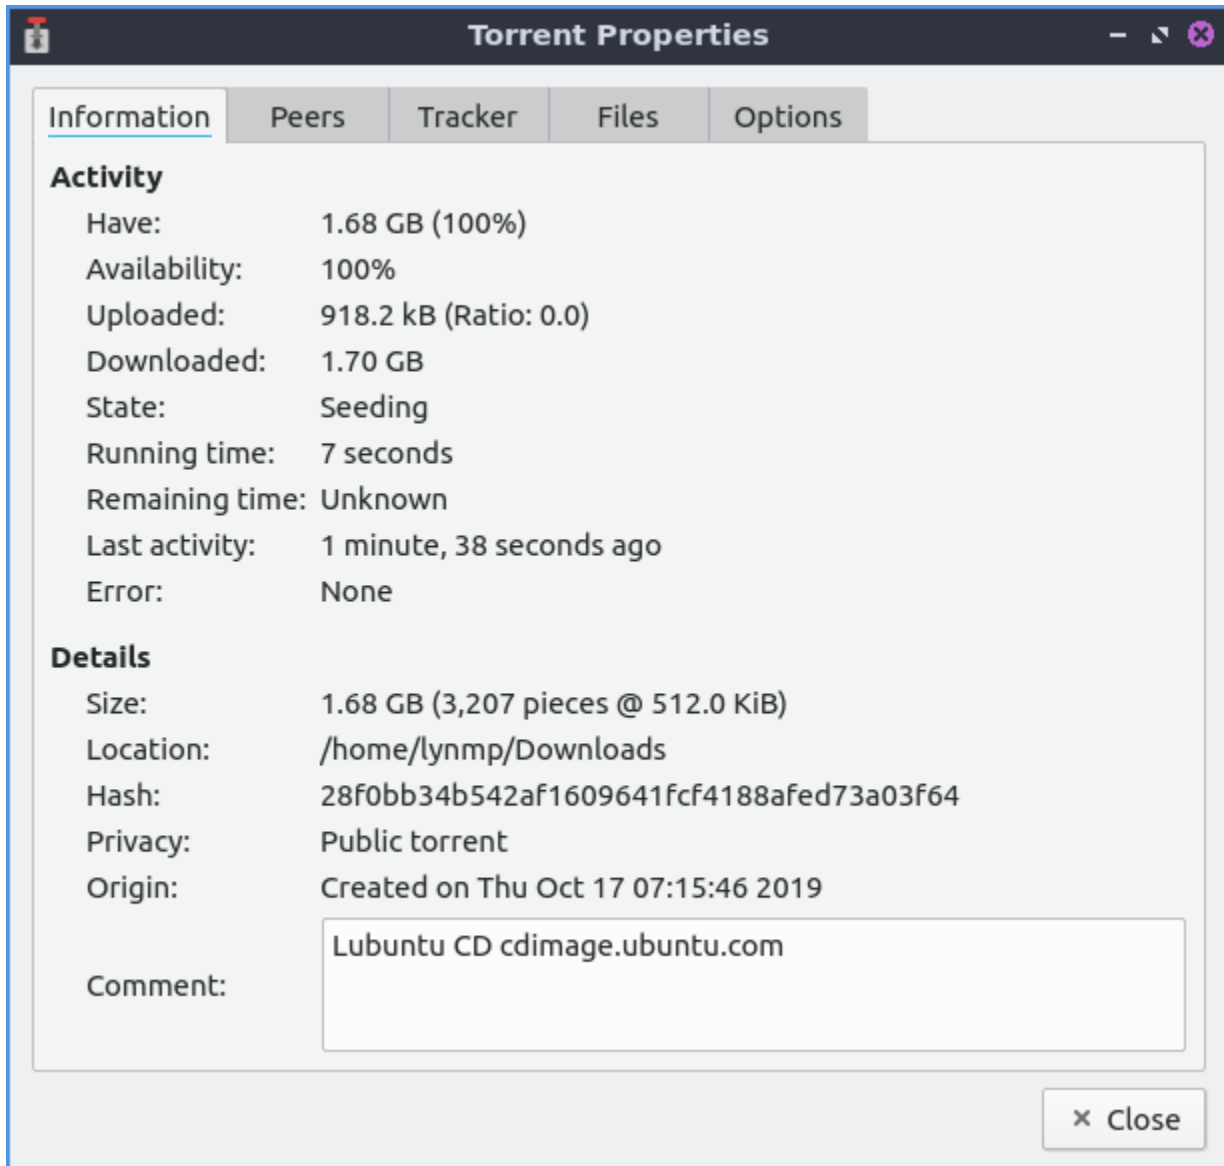 Torrent Properties
Information Peers Tracker Files Options
Activity
Have: 1.68 GB (100%)
Availability: 100%
Uploaded: 918.2 kB (Ratio: 0.0)
Downloaded: 1.70 GB
State: Seeding
Running time: 7 seconds
Remaining time: Unknown
Last activity: 1 minute, 38 seconds ago
Error: None
Details
Size: 1.68 GB (3,207 pieces @ 512.0 KiB)
Location: /home/lynmp/Downloads
Hash: 28f0bb34b542af1609641fcf4188afed73a03f64
Privacy: Public torrent
Origin: Created on Thu Oct 17 07:15:46 2019
Comment: Lubuntu CD cdimage.ubuntu.com
Close